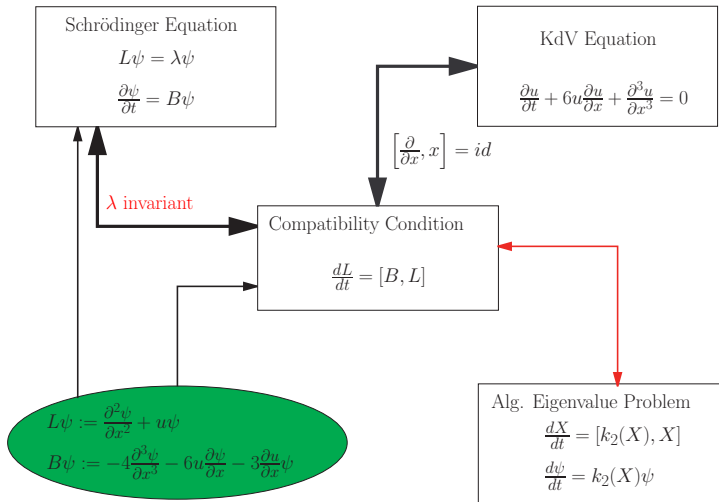 Schrödinger Equation
Lψ = λψ
∂ψ/∂t = Bψ
KdV Equation
∂u/∂t + 6u ∂u/∂x + ∂³u/∂x³ = 0
[∂/∂x, x] = id
λ invariant
Compatibility Condition
dL/dt = [B, L]
Lψ := ∂²ψ/∂x² + uψ
Bψ := −4 ∂³ψ/∂x³ − 6u ∂ψ/∂x − 3 ∂u/∂x ψ
Alg. Eigenvalue Problem
dX/dt = [k₂(X), X]
dψ/dt = k₂(X)ψ